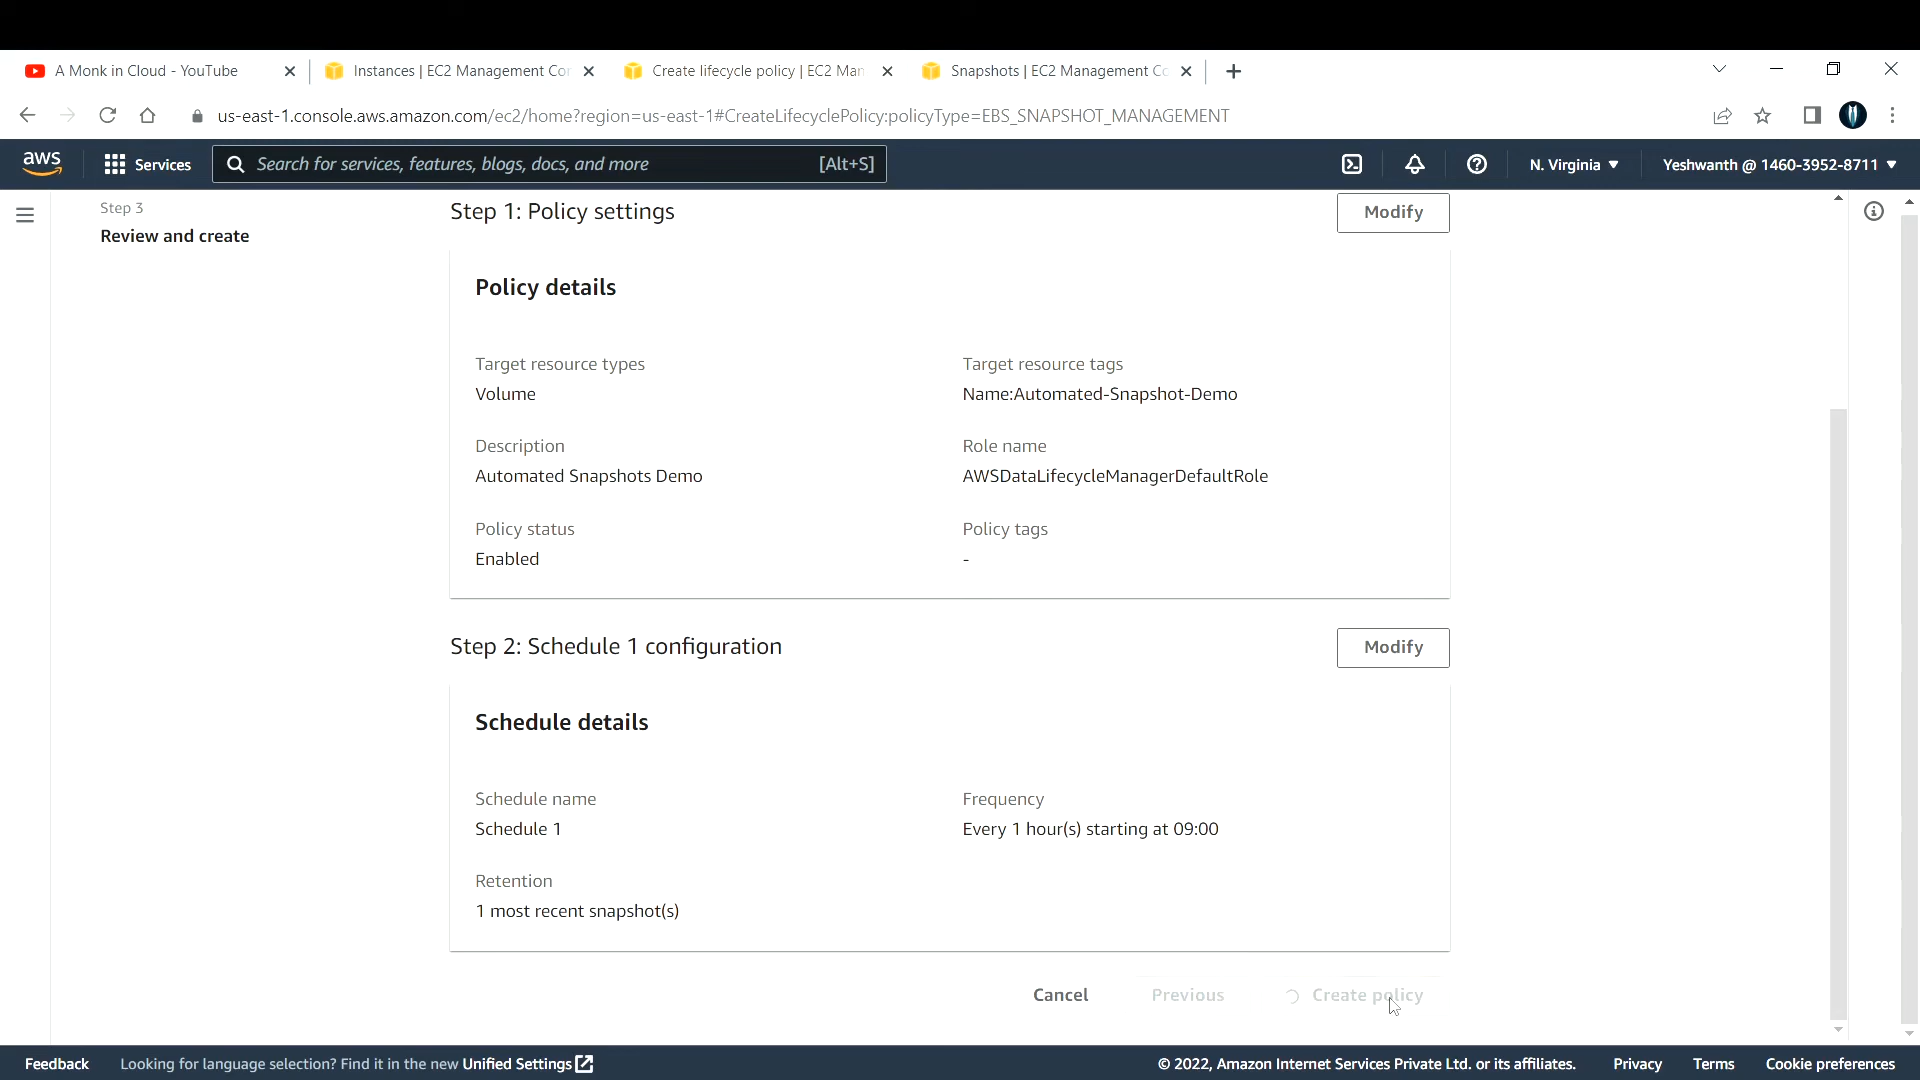 A Monk in Cloud - YouTube
Instances | EC2 Management Cor
Create lifecycle policy | EC2 Man
Snapshots | EC2 Management Co
us-east-1.console.aws.amazon.com/ec2/home?region=us-east-1#CreateLifecyclePolicy:policyType=EBS_SNAPSHOT_MANAGEMENT
aws
Services
Search for services, features, blogs, docs, and more
[Alt+S]
N. Virginia
Yeshwanth @ 1460-3952-8711
Step 3
Review and create
Step 1: Policy settings
Modify
Policy details
Target resource types
Volume
Target resource tags
Name:Automated-Snapshot-Demo
Description
Automated Snapshots Demo
Role name
AWSDataLifecycleManagerDefaultRole
Policy status
Enabled
Policy tags
-
Step 2: Schedule 1 configuration
Modify
Schedule details
Schedule name
Schedule 1
Frequency
Every 1 hour(s) starting at 09:00
Retention
1 most recent snapshot(s)
Cancel
Previous
Create policy
Feedback
Looking for language selection? Find it in the new Unified Settings
© 2022, Amazon Internet Services Private Ltd. or its affiliates.
Privacy
Terms
Cookie preferences